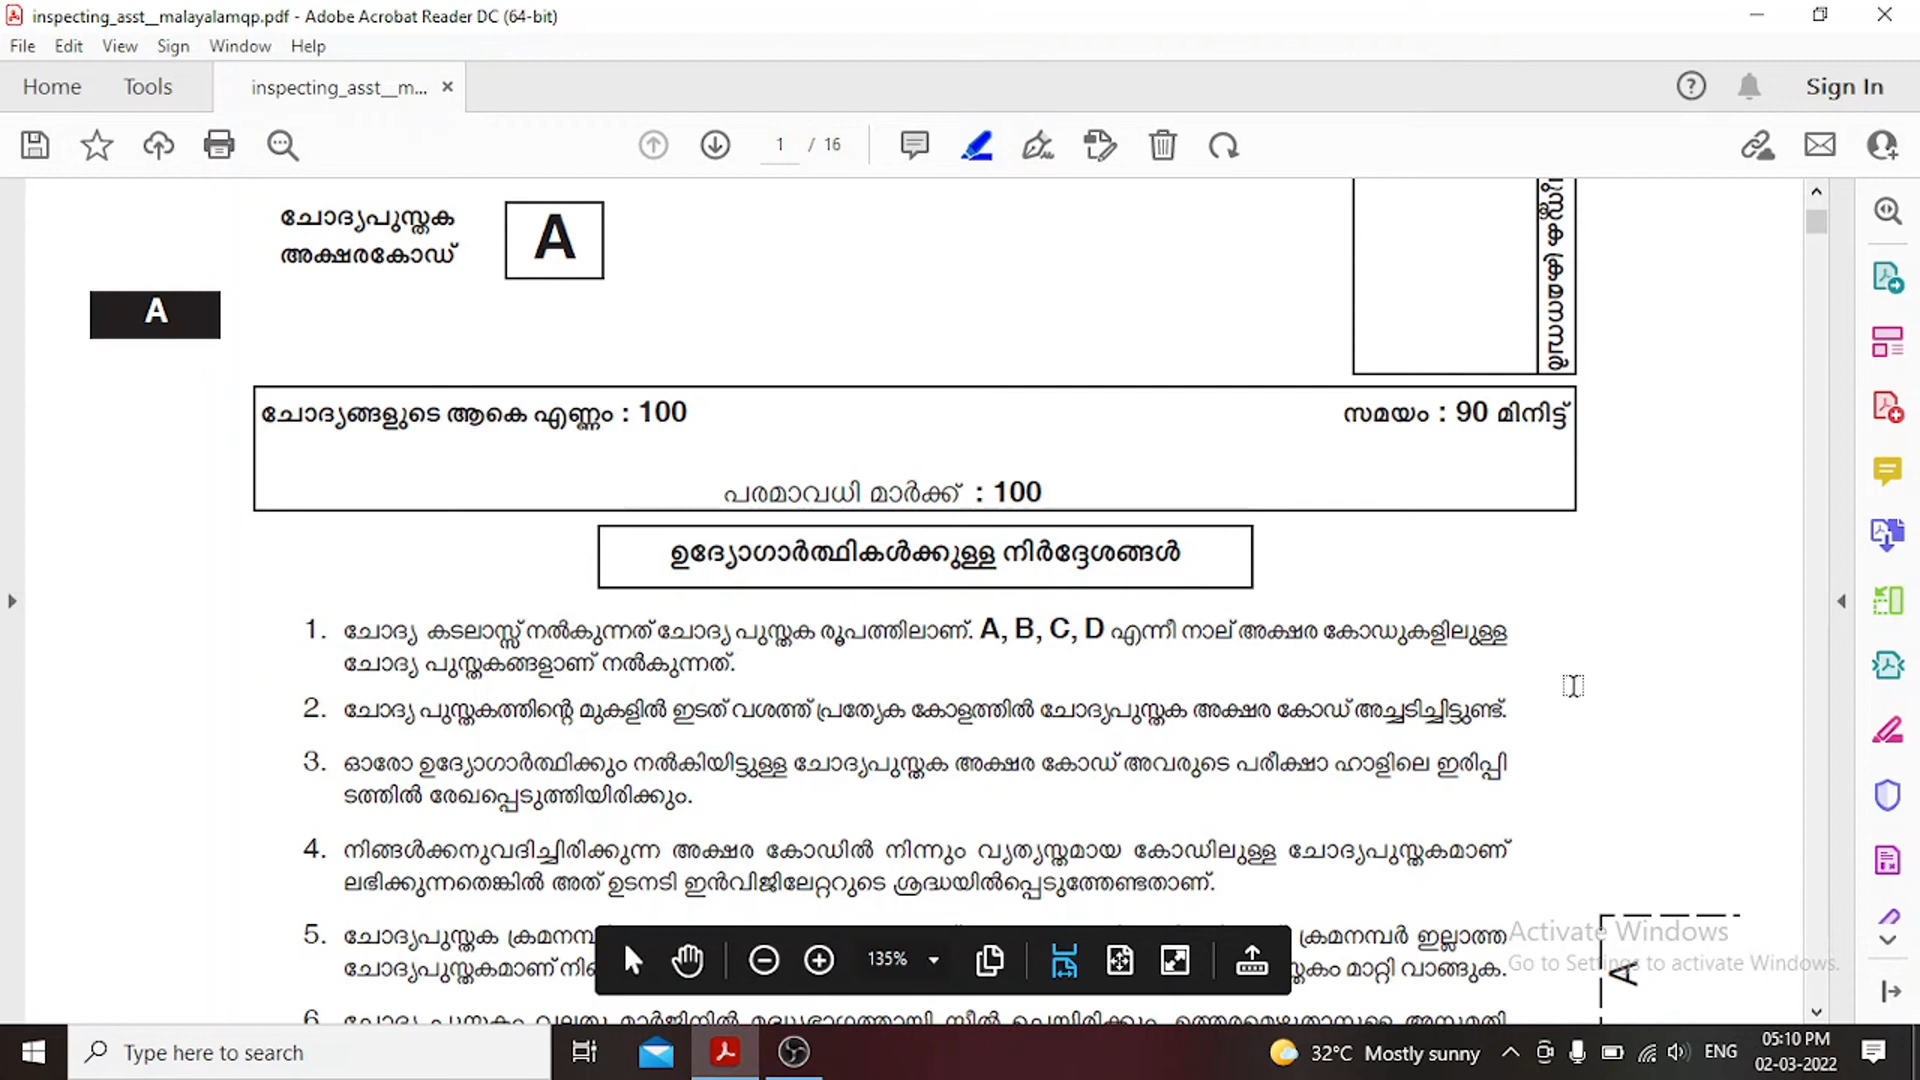 inspecting_asst__malayalamqp.pdf - Adobe Acrobat Reader DC (64-bit)
File Edit View Sign Window Help
Home Tools inspecting_asst__m... × Sign In
1 / 16
ചോദ്യപുസ്തക
അക്ഷരകോഡ്
A
A
ക്രമനമ്പർ
ചോദ്യങ്ങളുടെ ആകെ എണ്ണം : 100
സമയം : 90 മിനിട്ട്
പരമാവധി മാർക്ക് : 100
ഉദ്യോഗാർത്ഥികൾക്കുള്ള നിർദ്ദേശങ്ങൾ
1. ചോദ്യ കടലാസ്സ് നൽകുന്നത് ചോദ്യ പുസ്തക രൂപത്തിലാണ്. A, B, C, D എന്നീ നാല് അക്ഷര കോഡുകളിലുള്ള
ചോദ്യ പുസ്തകങ്ങളാണ് നൽകുന്നത്.
2. ചോദ്യ പുസ്തകത്തിന്റെ മുകളിൽ ഇടത് വശത്ത് പ്രത്യേക കോളത്തിൽ ചോദ്യപുസ്തക അക്ഷര കോഡ് അച്ചടിച്ചിട്ടുണ്ട്.
3. ഓരോ ഉദ്യോഗാർത്ഥിക്കും നൽകിയിട്ടുള്ള ചോദ്യപുസ്തക അക്ഷര കോഡ് അവരുടെ പരീക്ഷാ ഹാളിലെ ഇരിപ്പി
ടത്തിൽ രേഖപ്പെടുത്തിയിരിക്കും.
4. നിങ്ങൾക്കനുവദിച്ചിരിക്കുന്ന അക്ഷര കോഡിൽ നിന്നും വ്യത്യസ്തമായ കോഡിലുള്ള ചോദ്യപുസ്തകമാണ്
ലഭിക്കുന്നതെങ്കിൽ അത് ഉടനടി ഇൻവിജിലേറ്ററുടെ ശ്രദ്ധയിൽപ്പെടുത്തേണ്ടതാണ്.
5. ചോദ്യപുസ്തക ക്രമനമ്പ ക്രമനമ്പർ ഇല്ലാത്ത
ചോദ്യപുസ്തകമാണ് മാറ്റി വാങ്ങുക.
A
135%
Activate Windows
Go to Settings to activate Windows.
Type here to search
32°C Mostly sunny
ENG
05:10 PM
02-03-2022